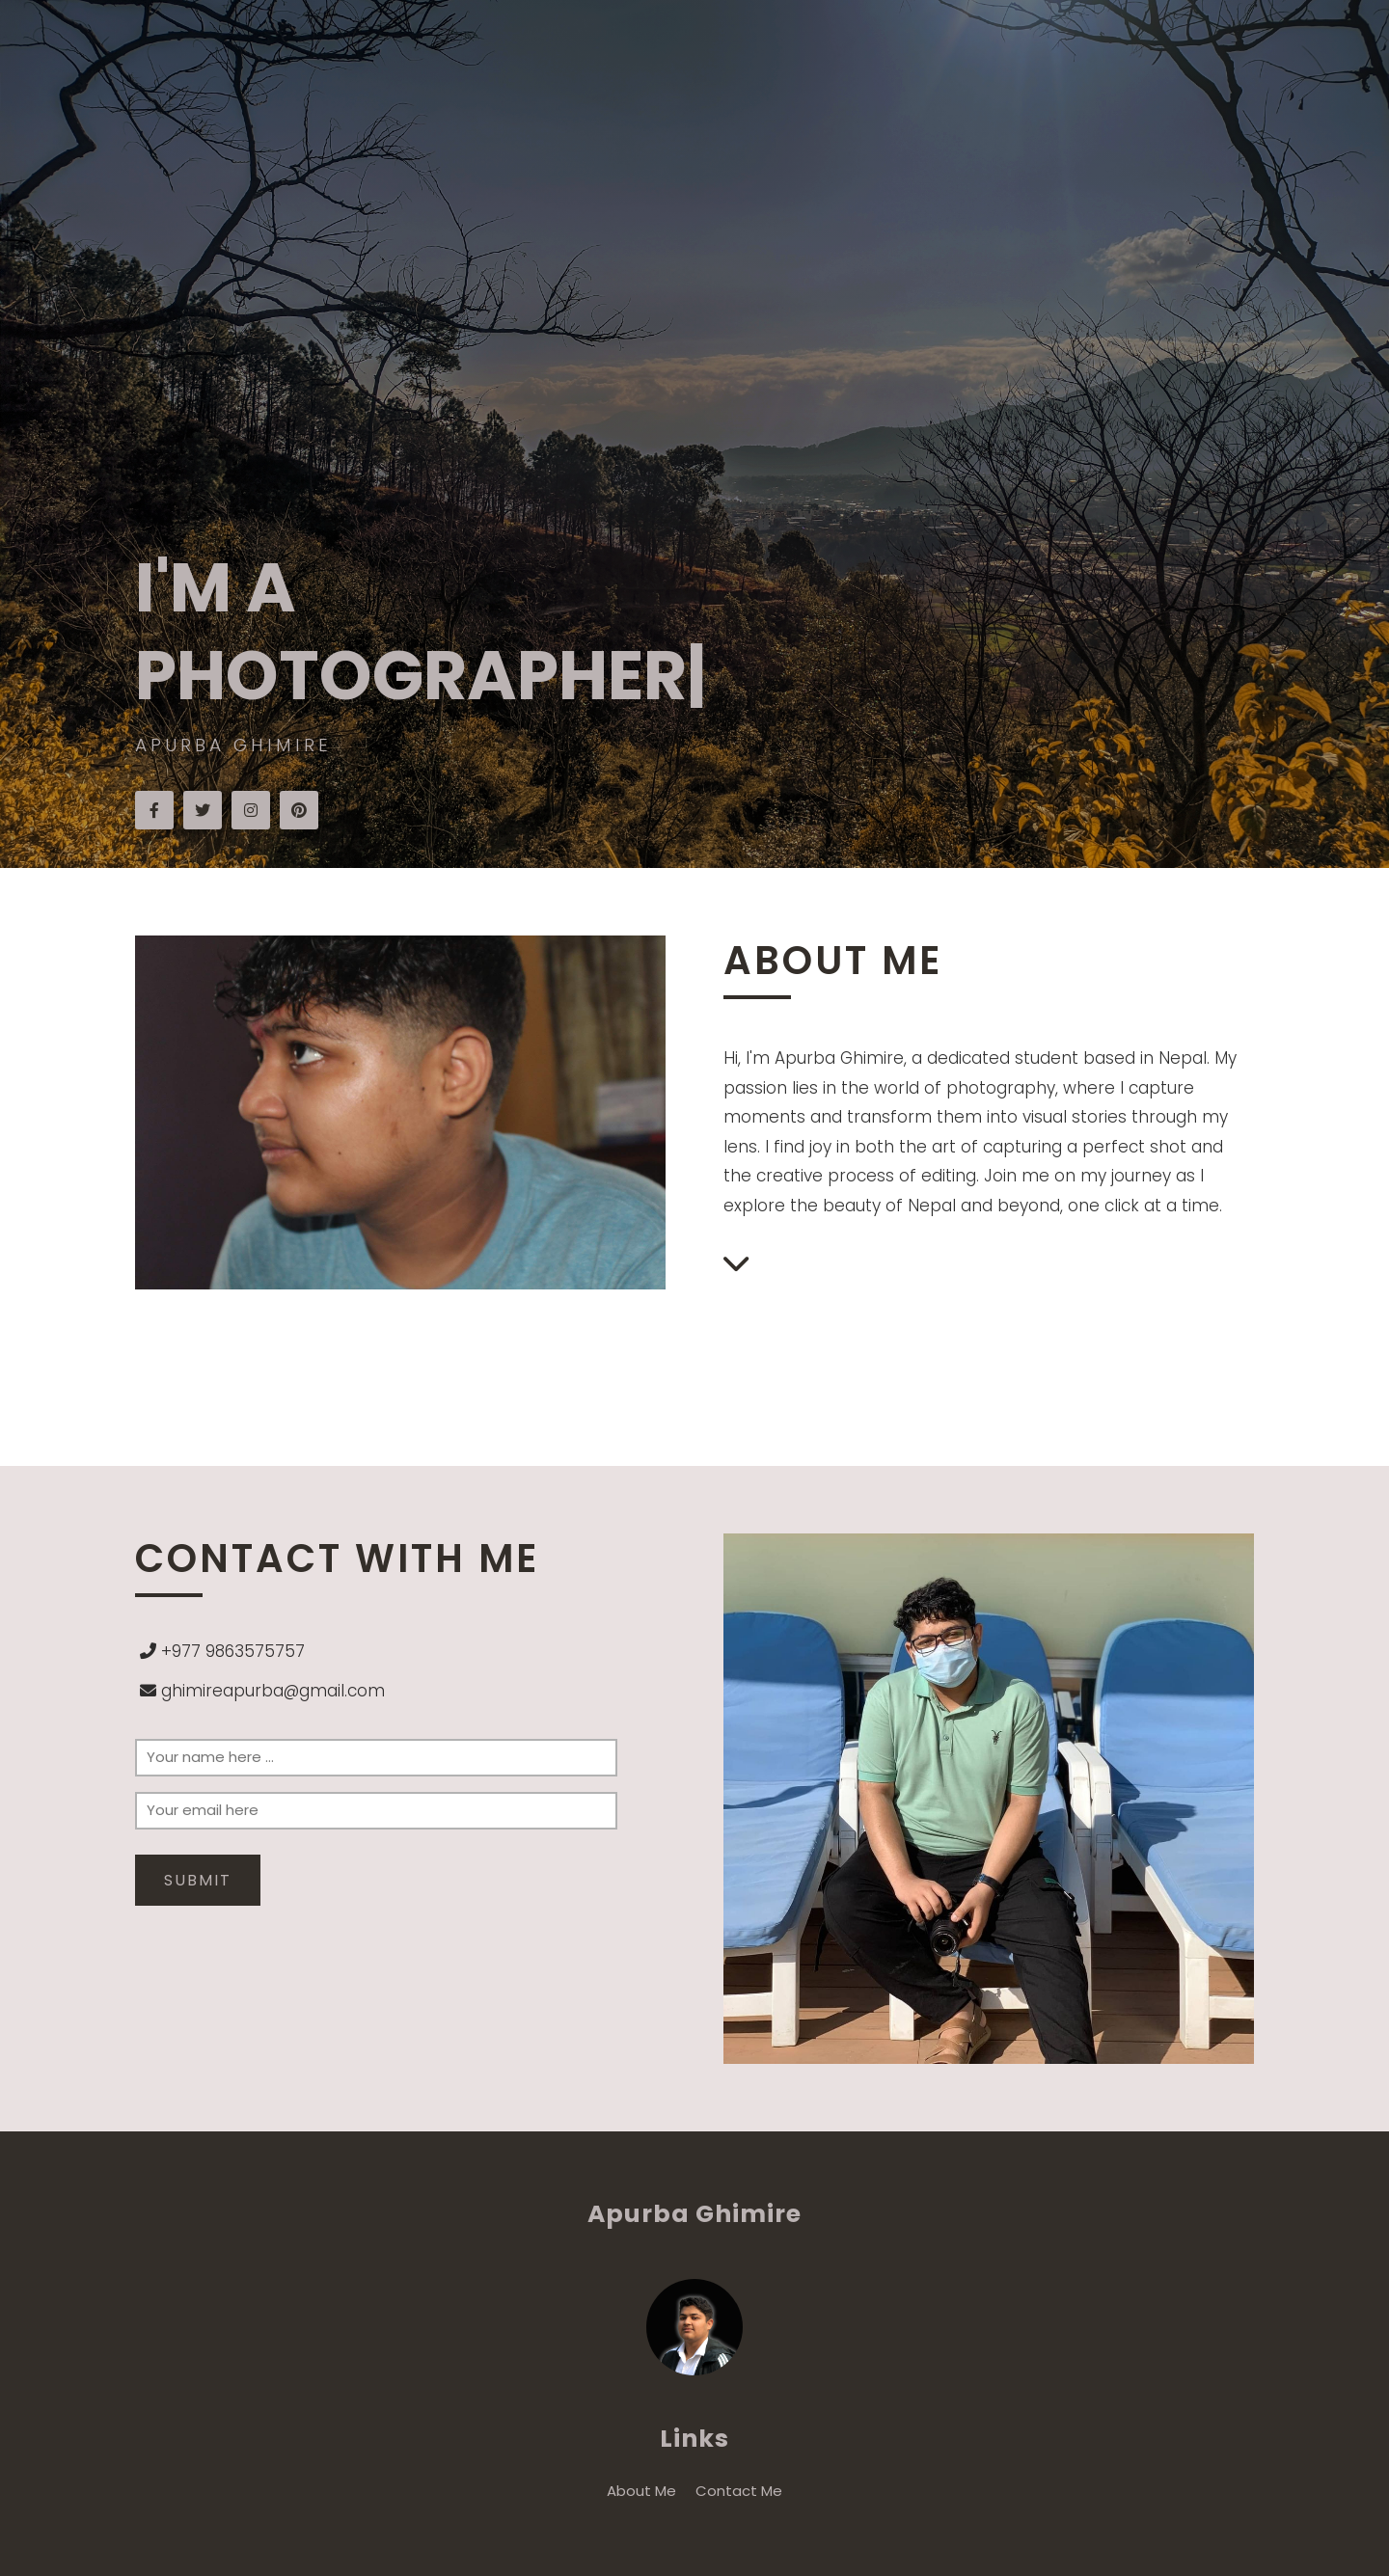 I'M A
PHOTOGRAPHER|
APURBA GHIMIRE
ABOUT ME
Hi, I'm Apurba Ghimire, a dedicated student based in Nepal. My
passion lies in the world of photography, where I capture
moments and transform them into visual stories through my
lens. I find joy in both the art of capturing a perfect shot and
the creative process of editing. Join me on my journey as I
explore the beauty of Nepal and beyond, one click at a time.
CONTACT WITH ME
+977 9863575757
ghimireapurba@gmail.com
Your name here ...
Your email here
SUBMIT
Apurba Ghimire
Links
About Me Contact Me